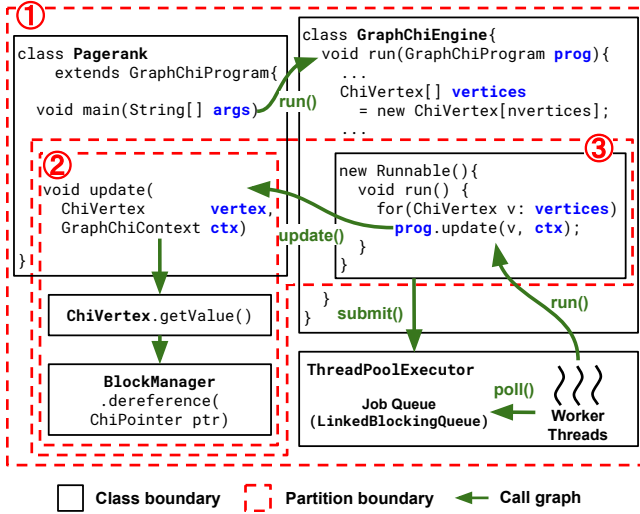 ①
class Pagerank
extends GraphChiProgram{
void main(String[] args)
run()
class GraphChiEngine{
void run(GraphChiProgram prog){
...
ChiVertex[] vertices
= new ChiVertex[nvertices];
...
②
void update(
ChiVertex vertex,
GraphChiContext ctx)
}
update()
③
new Runnable(){
void run() {
for(ChiVertex v: vertices)
prog.update(v, ctx);
}
}
}
}
submit()
run()
ChiVertex.getValue()
BlockManager
.dereference(
ChiPointer ptr)
ThreadPoolExecutor
Job Queue
(LinkedBlockingQueue)
poll()
Worker
Threads
Class boundary
Partition boundary
Call graph